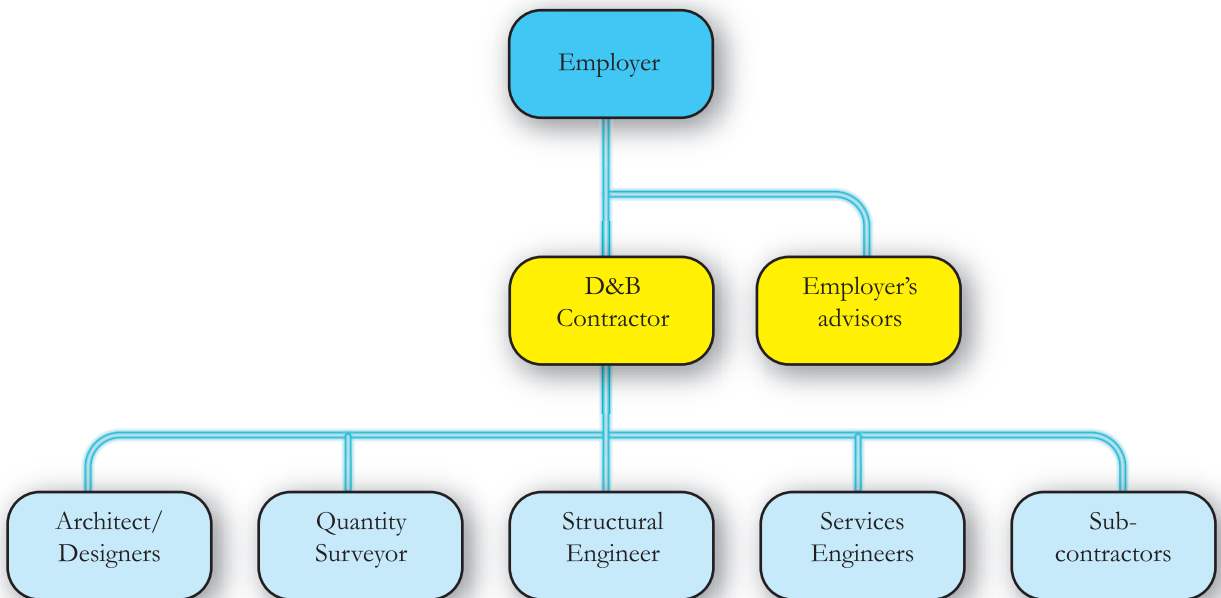 Employer
D&B
Contractor
Employer’s
advisors
Architect/
Designers
Quantity
Surveyor
Structural
Engineer
Services
Engineers
Sub-
contractors